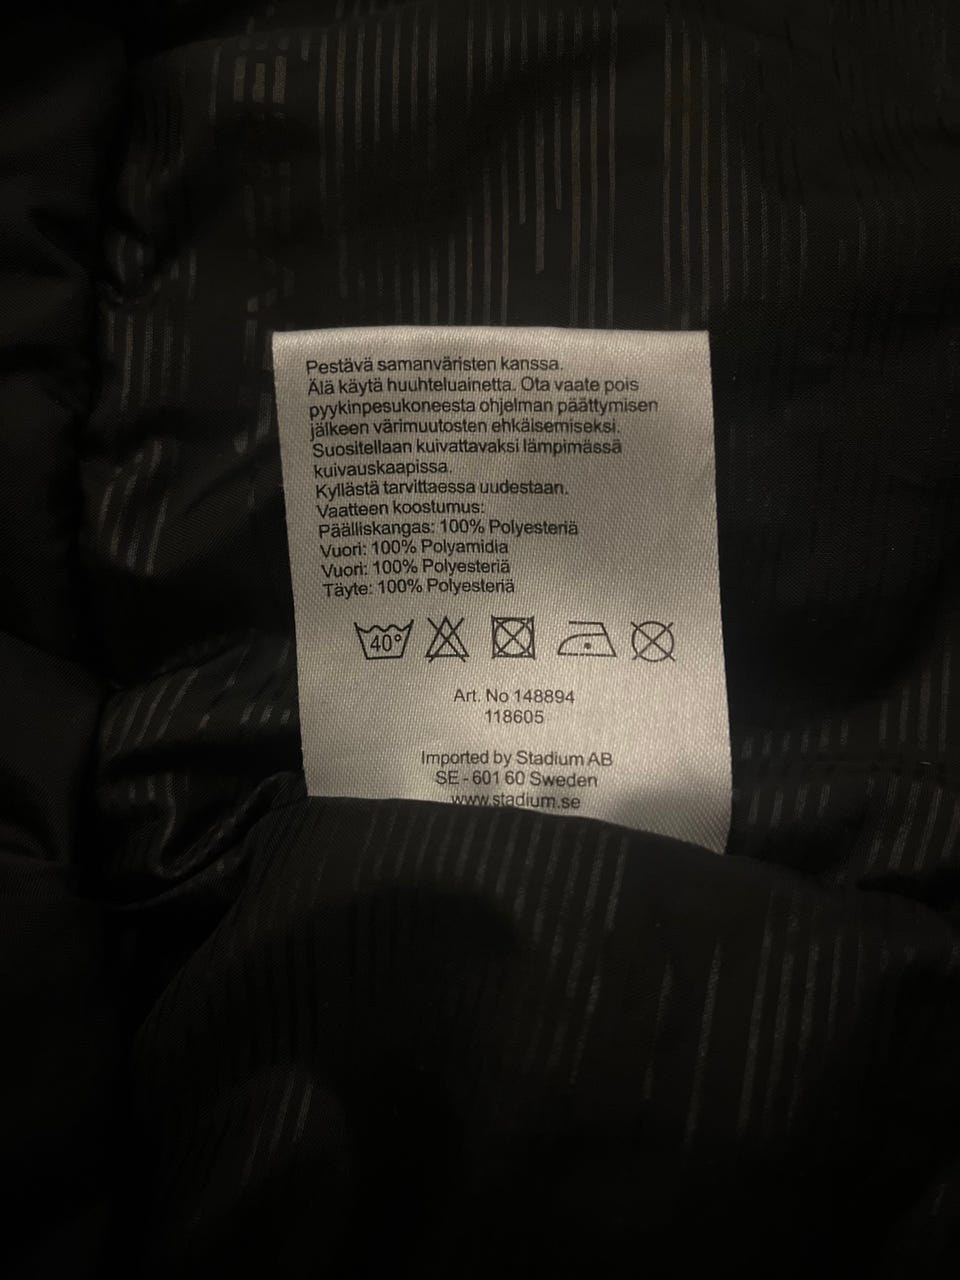 Pestävä samanväristen kanssa.
Älä käytä huuhteluainetta. Ota vaate pois
pyykinpesukoneesta ohjelman päättymisen
jälkeen värimuutosten ehkäisemiseksi.
Suositellaan kuivattavaksi lämpimässä
kuivauskaapissa.
Kyllästä tarvittaessa uudestaan.
Vaatteen koostumus:
Päälliskangas: 100% Polyesteriä
Vuori: 100% Polyamidia
Vuori: 100% Polyesteriä
Täyte: 100% Polyesteriä
40°
Art. No 148894
118605
Imported by Stadium AB
SE - 601 60 Sweden
www.stadium.se